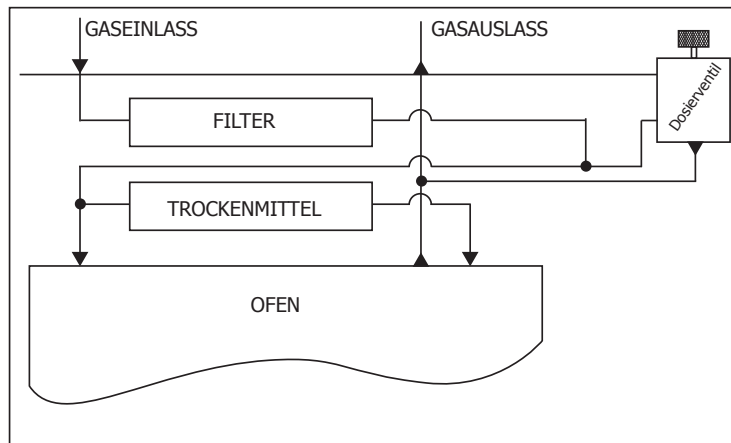 GASEINLASS
GASAUSLASS
Dosierventil
FILTER
TROCKENMITTEL
OFEN